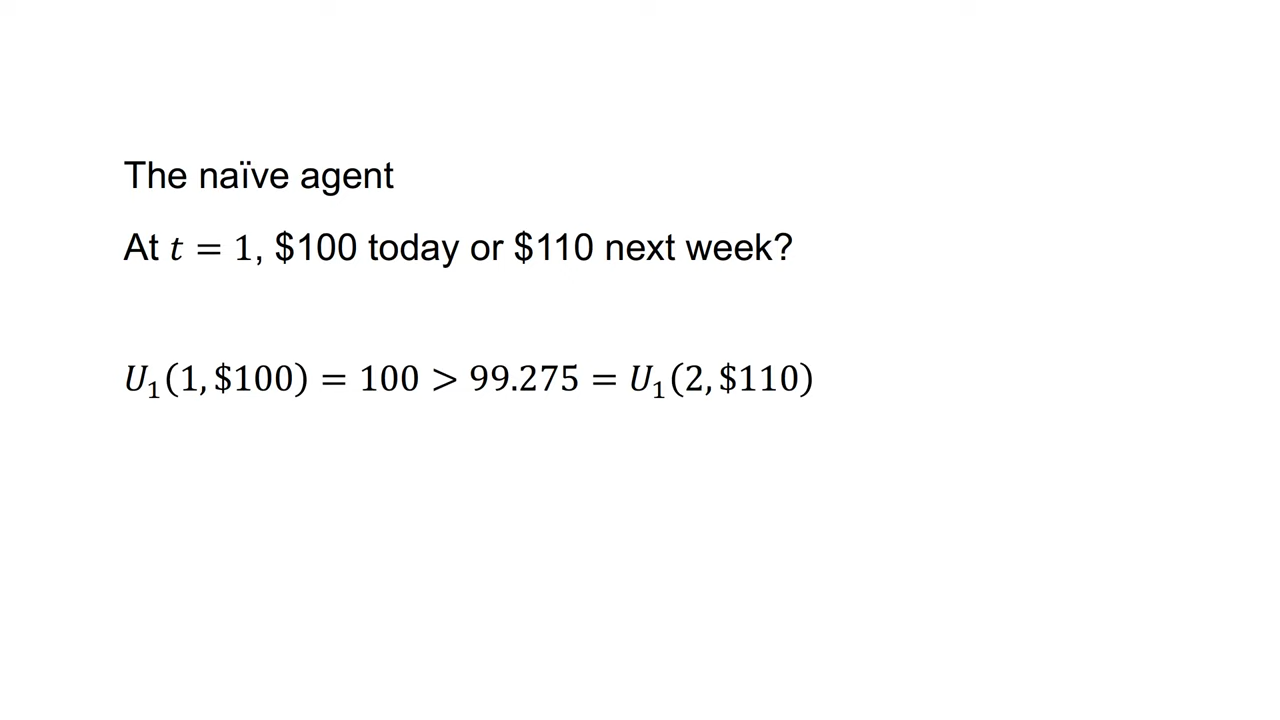 The naïve agent
At 𝑡 = 1, $100 today or $110 next week?
𝑈₁(1, $100) = 100 > 99.275 = 𝑈₁(2, $110)